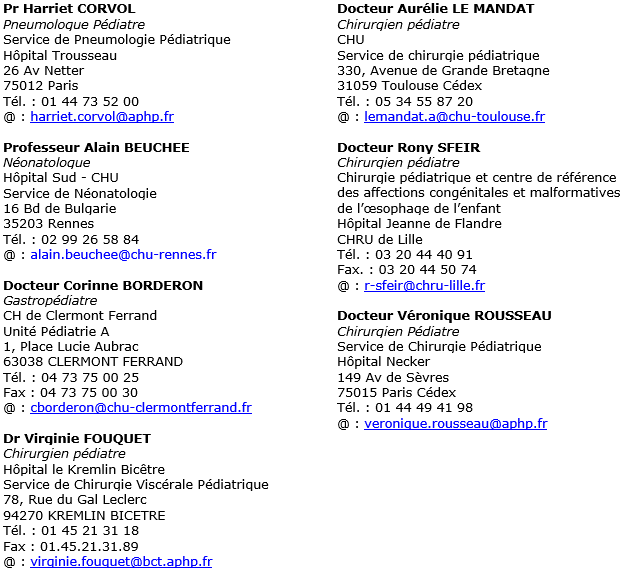 Pr Harriet CORVOL
Pneumologue Pédiatre
Service de Pneumologie Pédiatrique
Hôpital Trousseau
26 Av Netter
75012 Paris
Tél. : 01 44 73 52 00
@ : harriet.corvol@aphp.fr
Professeur Alain BEUCHEE
Néonatologue
Hôpital Sud - CHU
Service de Néonatologie
16 Bd de Bulgarie
35203 Rennes
Tél. : 02 99 26 58 84
@ : alain.beuchee@chu-rennes.fr
Docteur Corinne BORDERON
Gastropédiatre
CH de Clermont Ferrand
Unité Pédiatrie A
1, Place Lucie Aubrac
63038 CLERMONT FERRAND
Tél. : 04 73 75 00 25
Fax : 04 73 75 00 30
@ : cborderon@chu-clermontferrand.fr
Dr Virginie FOUQUET
Chirurgien pédiatre
Hôpital le Kremlin Bicêtre
Service de Chirurgie Viscérale Pédiatrique
78, Rue du Gal Leclerc
94270 KREMLIN BICETRE
Tél. : 01 45 21 31 18
Fax : 01.45.21.31.89
@ : virginie.fouquet@bct.aphp.fr
Docteur Aurélie LE MANDAT
Chirurgien pédiatre
CHU
Service de chirurgie pédiatrique
330, Avenue de Grande Bretagne
31059 Toulouse Cédex
Tél. : 05 34 55 87 20
@ : lemandat.a@chu-toulouse.fr
Docteur Rony SFEIR
Chirurgien pédiatre
Chirurgie pédiatrique et centre de référence
des affections congénitales et malformatives
de l’œsophage de l’enfant
Hôpital Jeanne de Flandre
CHRU de Lille
Tél. : 03 20 44 40 91
Fax. : 03 20 44 50 74
@ : r-sfeir@chru-lille.fr
Docteur Véronique ROUSSEAU
Chirurgien Pédiatre
Service de Chirurgie Pédiatrique
Hôpital Necker
149 Av de Sèvres
75015 Paris Cédex
Tél. : 01 44 49 41 98
@ : veronique.rousseau@aphp.fr